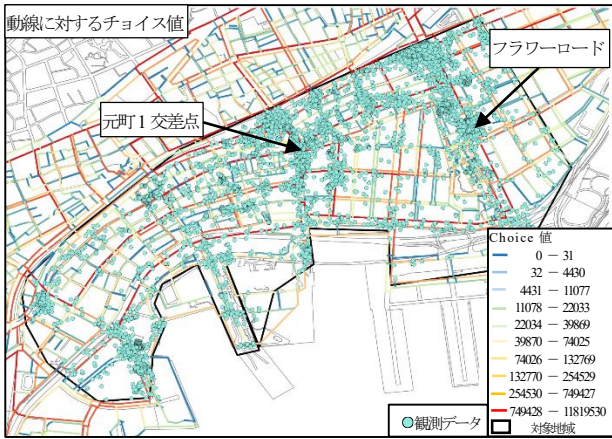 動線に対するチョイス値
フラワーロード
元町1交差点
Choice 値
0 － 31
32 － 4430
4431 － 11077
11078 － 22033
22034 － 39869
39870 － 74025
74026 － 132769
132770 － 254529
254530 － 749427
749428 － 11819530
対象地域
観測データ